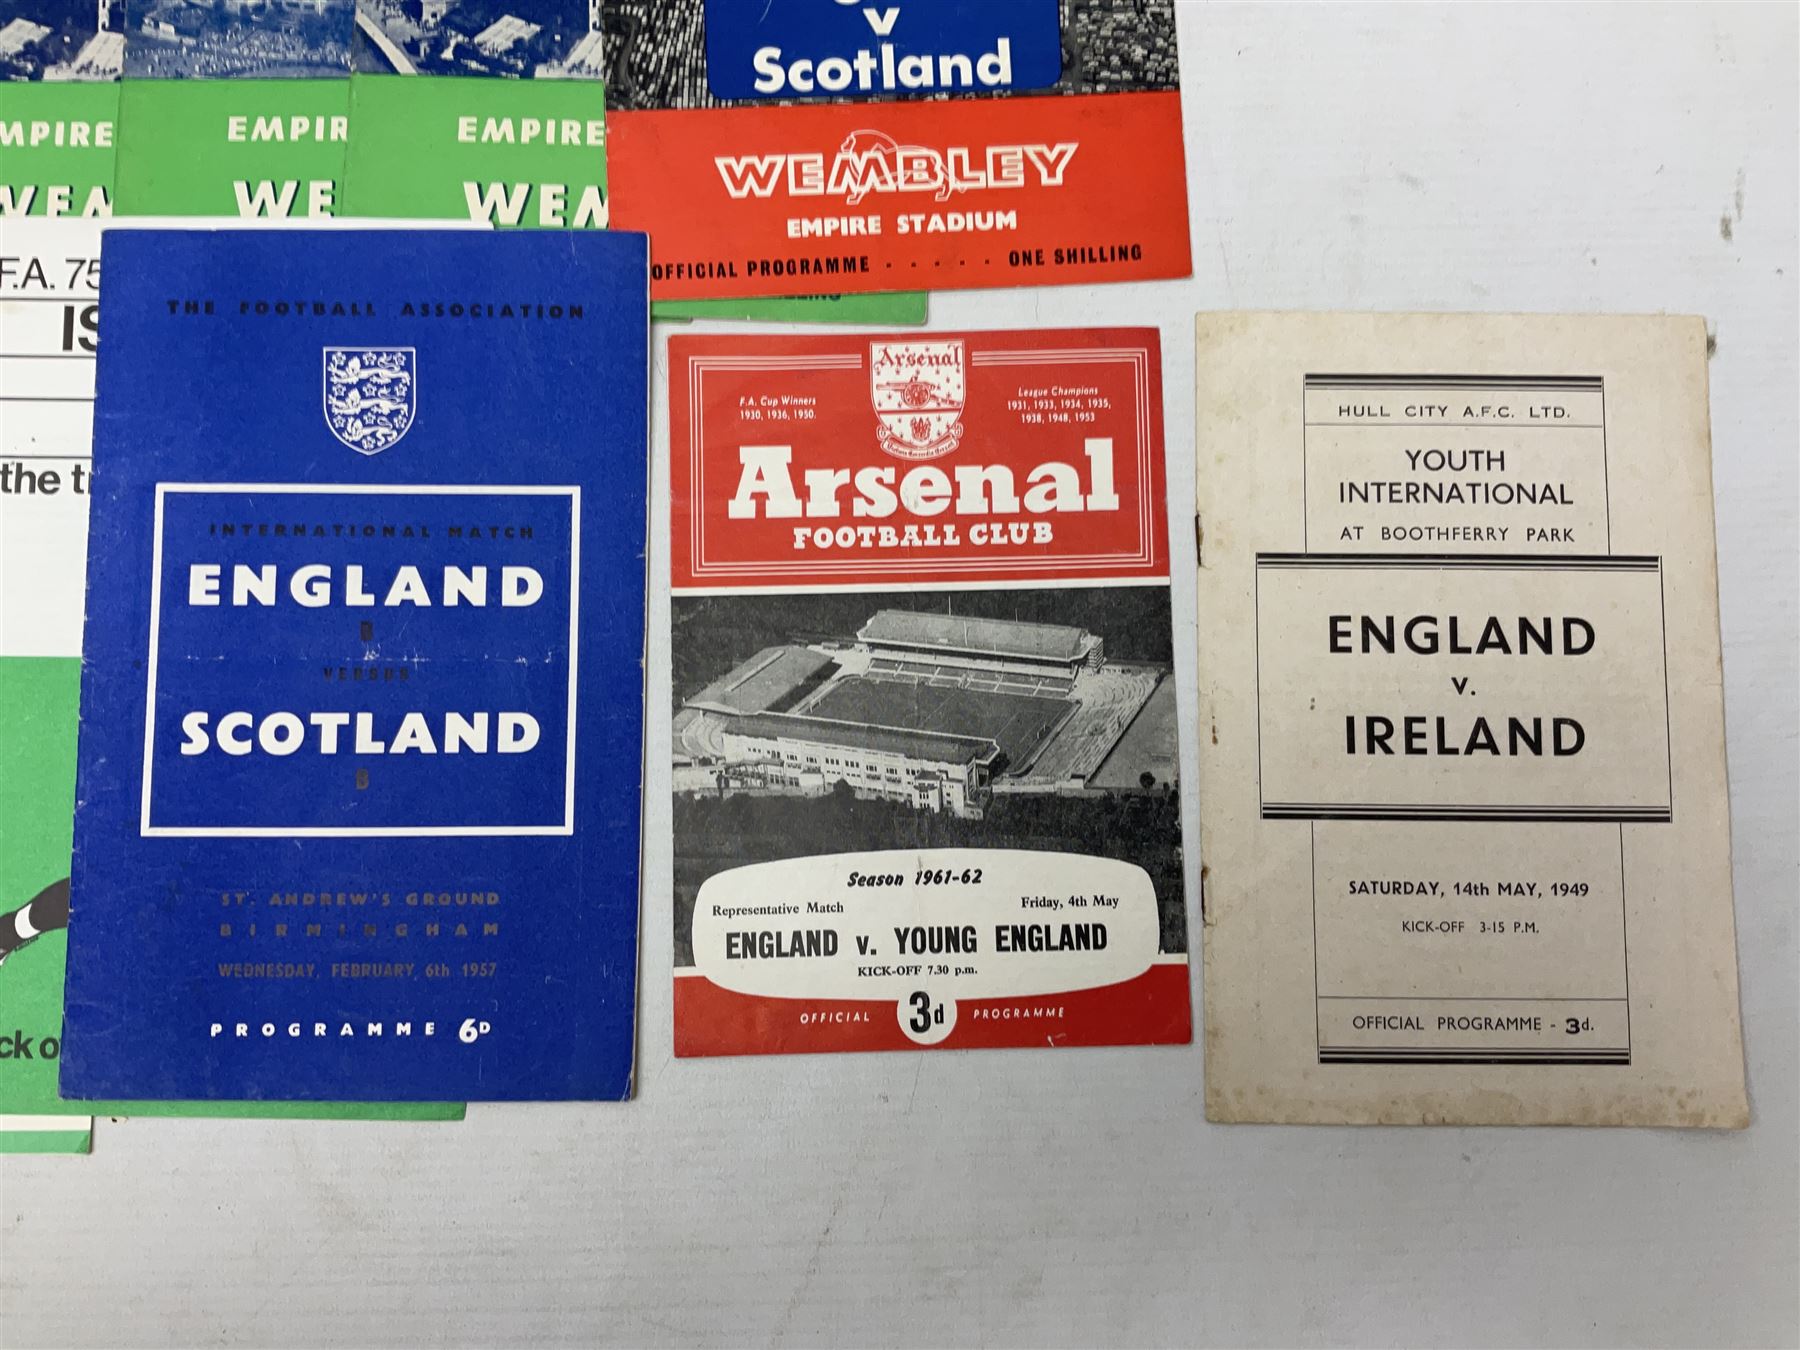 v
Scotland
WEMBLEY
EMPIRE STADIUM
OFFICIAL PROGRAMME - - - - - ONE SHILLING
EMPIRE
EMPIR
EMPIRE
WE
F.A. 75
IS
the
THE FOOTBALL ASSOCIATION
INTERNATIONAL MATCH
ENGLAND
B
VERSUS
SCOTLAND
B
ST. ANDREW'S GROUND
BIRMINGHAM
WEDNESDAY, FEBRUARY, 6th 1957
PROGRAMME 6D
Arsenal
F.A. Cup Winners
1930, 1936, 1950.
League Champions
1931, 1933, 1934, 1935,
1938, 1948, 1953
Arsenal
FOOTBALL CLUB
Season 1961-62
Representative Match
Friday, 4th May
ENGLAND v. YOUNG ENGLAND
KICK-OFF 7.30 p.m.
OFFICIAL 3d PROGRAMME
HULL CITY A.F.C. LTD.
YOUTH
INTERNATIONAL
AT BOOTHFERRY PARK
ENGLAND
v.
IRELAND
SATURDAY, 14th MAY, 1949
KICK-OFF 3-15 P.M.
OFFICIAL PROGRAMME - 3d.